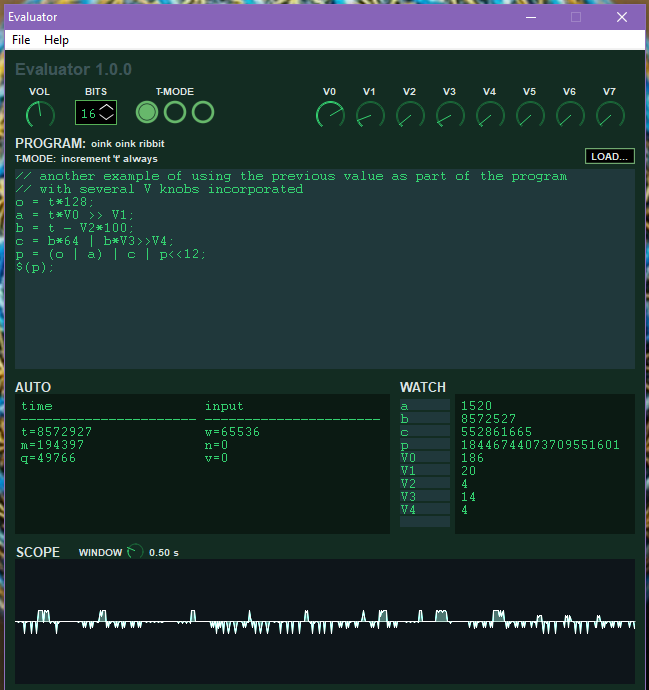 Evaluator
File Help
Evaluator 1.0.0
VOL BITS T-MODE V0 V1 V2 V3 V4 V5 V6 V7
16
PROGRAM: oink oink ribbit
T-MODE: increment 't' always
LOAD...
// another example of using the previous value as part of the program
// with several V knobs incorporated
o = t*128;
a = t*V0 >> V1;
b = t - V2*100;
c = b*64 | b*V3>>V4;
p = (o | a) | c | p<<12;
$(p);
AUTO WATCH
time input
t=8572927 w=65536
m=194397 n=0
q=49766 v=0
a 1520
b 8572527
c 552861665
p 18446744073709551601
V0 186
V1 20
V2 4
V3 14
V4 4
SCOPE WINDOW 0.50 s